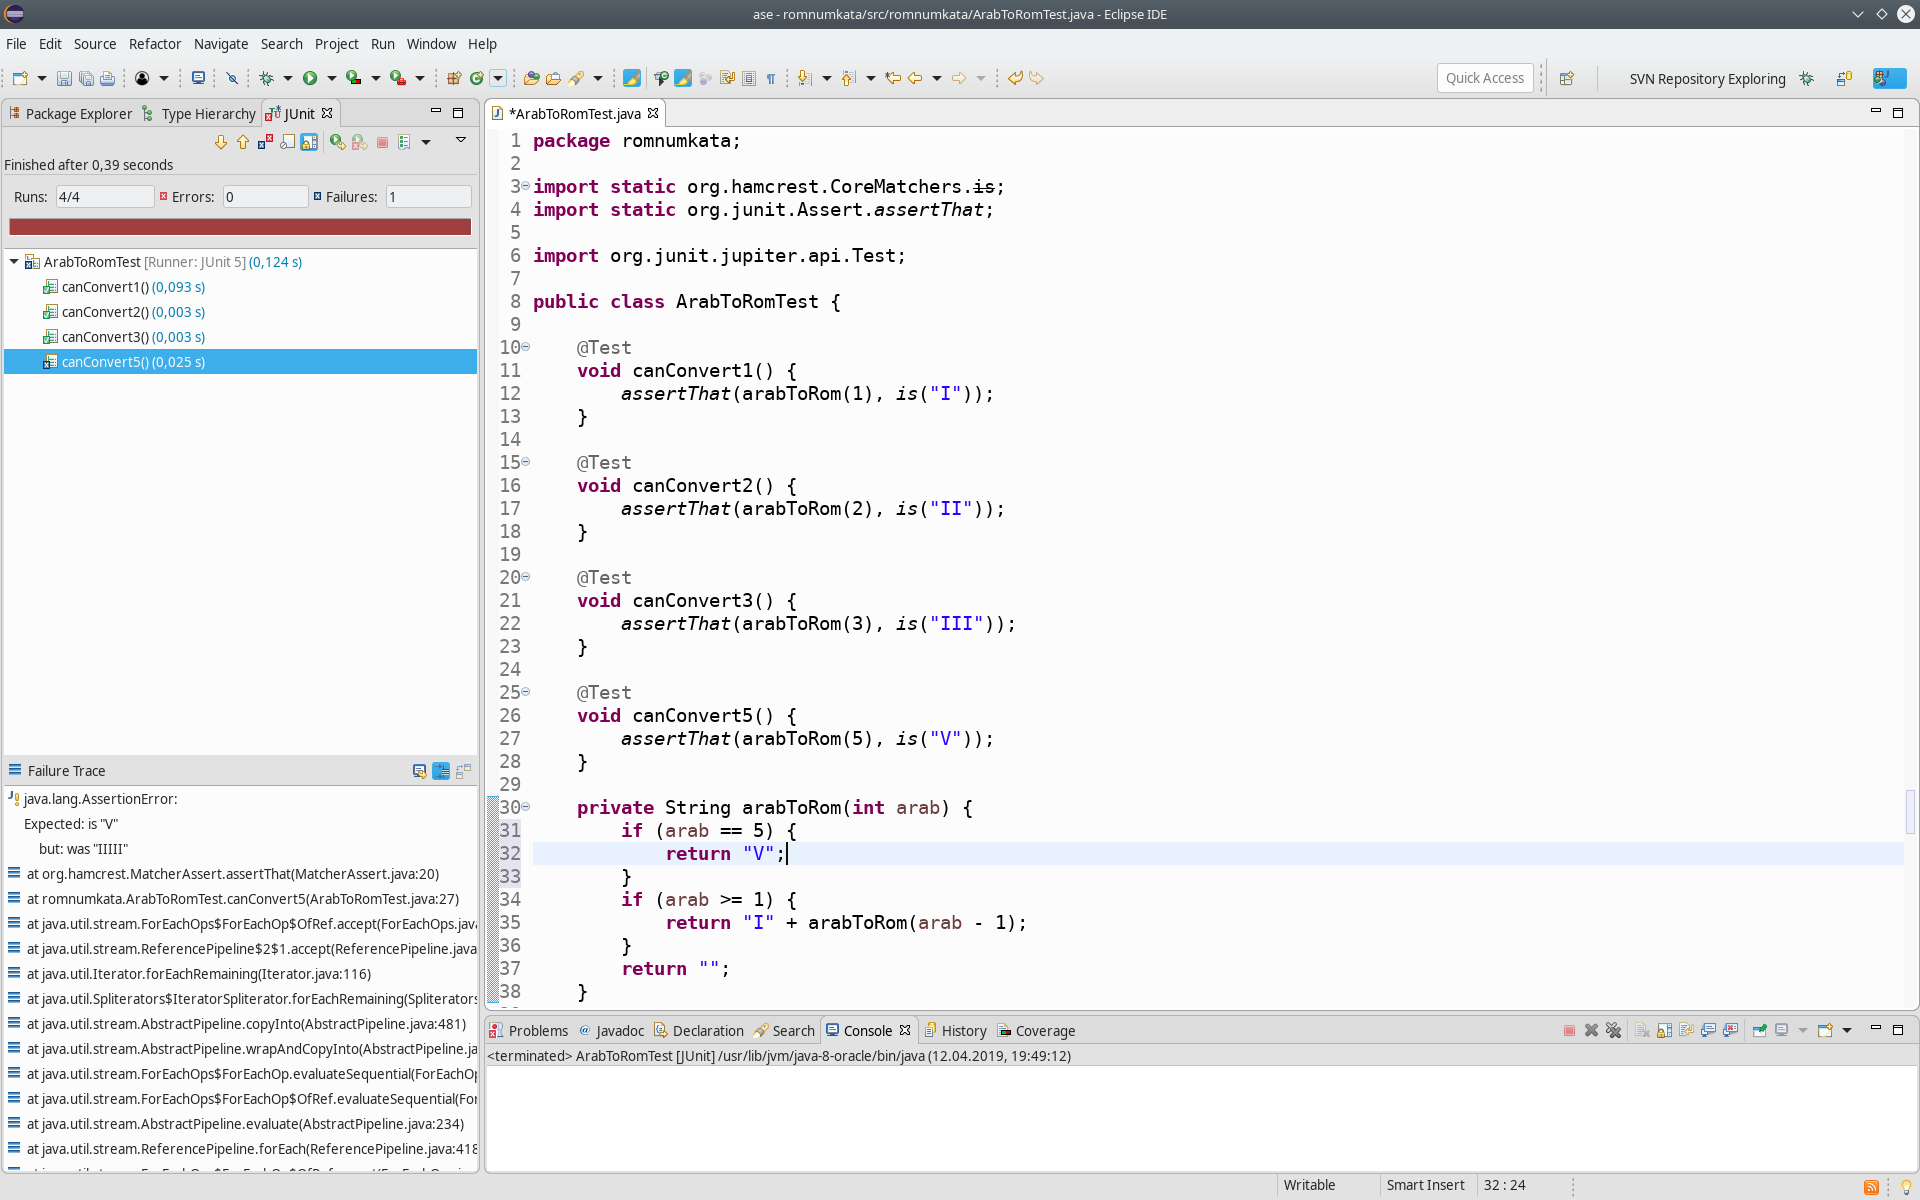 ase - romnumkata/src/romnumkata/ArabToRomTest.java - Eclipse IDE
File Edit Source Refactor Navigate Search Project Run Window Help
Quick Access
SVN Repository Exploring
Package Explorer Type Hierarchy JUnit
Finished after 0,39 seconds
Runs: 4/4 Errors: 0 Failures: 1
ArabToRomTest [Runner: JUnit 5] (0,124 s)
canConvert1() (0,093 s)
canConvert2() (0,003 s)
canConvert3() (0,003 s)
canConvert5() (0,025 s)
Failure Trace
java.lang.AssertionError:
Expected: is "V"
but: was "IIIII"
at org.hamcrest.MatcherAssert.assertThat(MatcherAssert.java:20)
at romnumkata.ArabToRomTest.canConvert5(ArabToRomTest.java:27)
at java.util.stream.ForEachOps$ForEachOp$OfRef.accept(ForEachOps.java
at java.util.stream.ReferencePipeline$2$1.accept(ReferencePipeline.java
at java.util.Iterator.forEachRemaining(Iterator.java:116)
at java.util.Spliterators$IteratorSpliterator.forEachRemaining(Spliterators
at java.util.stream.AbstractPipeline.copyInto(AbstractPipeline.java:481)
at java.util.stream.AbstractPipeline.wrapAndCopyInto(AbstractPipeline.ja
at java.util.stream.ForEachOps$ForEachOp.evaluateSequential(ForEachOp
at java.util.stream.ForEachOps$ForEachOp$OfRef.evaluateSequential(For
at java.util.stream.AbstractPipeline.evaluate(AbstractPipeline.java:234)
at java.util.stream.ReferencePipeline.forEach(ReferencePipeline.java:418
*ArabToRomTest.java
1 package romnumkata;
2
3 import static org.hamcrest.CoreMatchers.is;
4 import static org.junit.Assert.assertThat;
5
6 import org.junit.jupiter.api.Test;
7
8 public class ArabToRomTest {
9
10 @Test
11 void canConvert1() {
12 assertThat(arabToRom(1), is("I"));
13 }
14
15 @Test
16 void canConvert2() {
17 assertThat(arabToRom(2), is("II"));
18 }
19
20 @Test
21 void canConvert3() {
22 assertThat(arabToRom(3), is("III"));
23 }
24
25 @Test
26 void canConvert5() {
27 assertThat(arabToRom(5), is("V"));
28 }
29
30 private String arabToRom(int arab) {
31 if (arab == 5) {
32 return "V";
33 }
34 if (arab >= 1) {
35 return "I" + arabToRom(arab - 1);
36 }
37 return "";
38 }
Problems Javadoc Declaration Search Console History Coverage
<terminated> ArabToRomTest [JUnit] /usr/lib/jvm/java-8-oracle/bin/java (12.04.2019, 19:49:12)
Writable Smart Insert 32 : 24